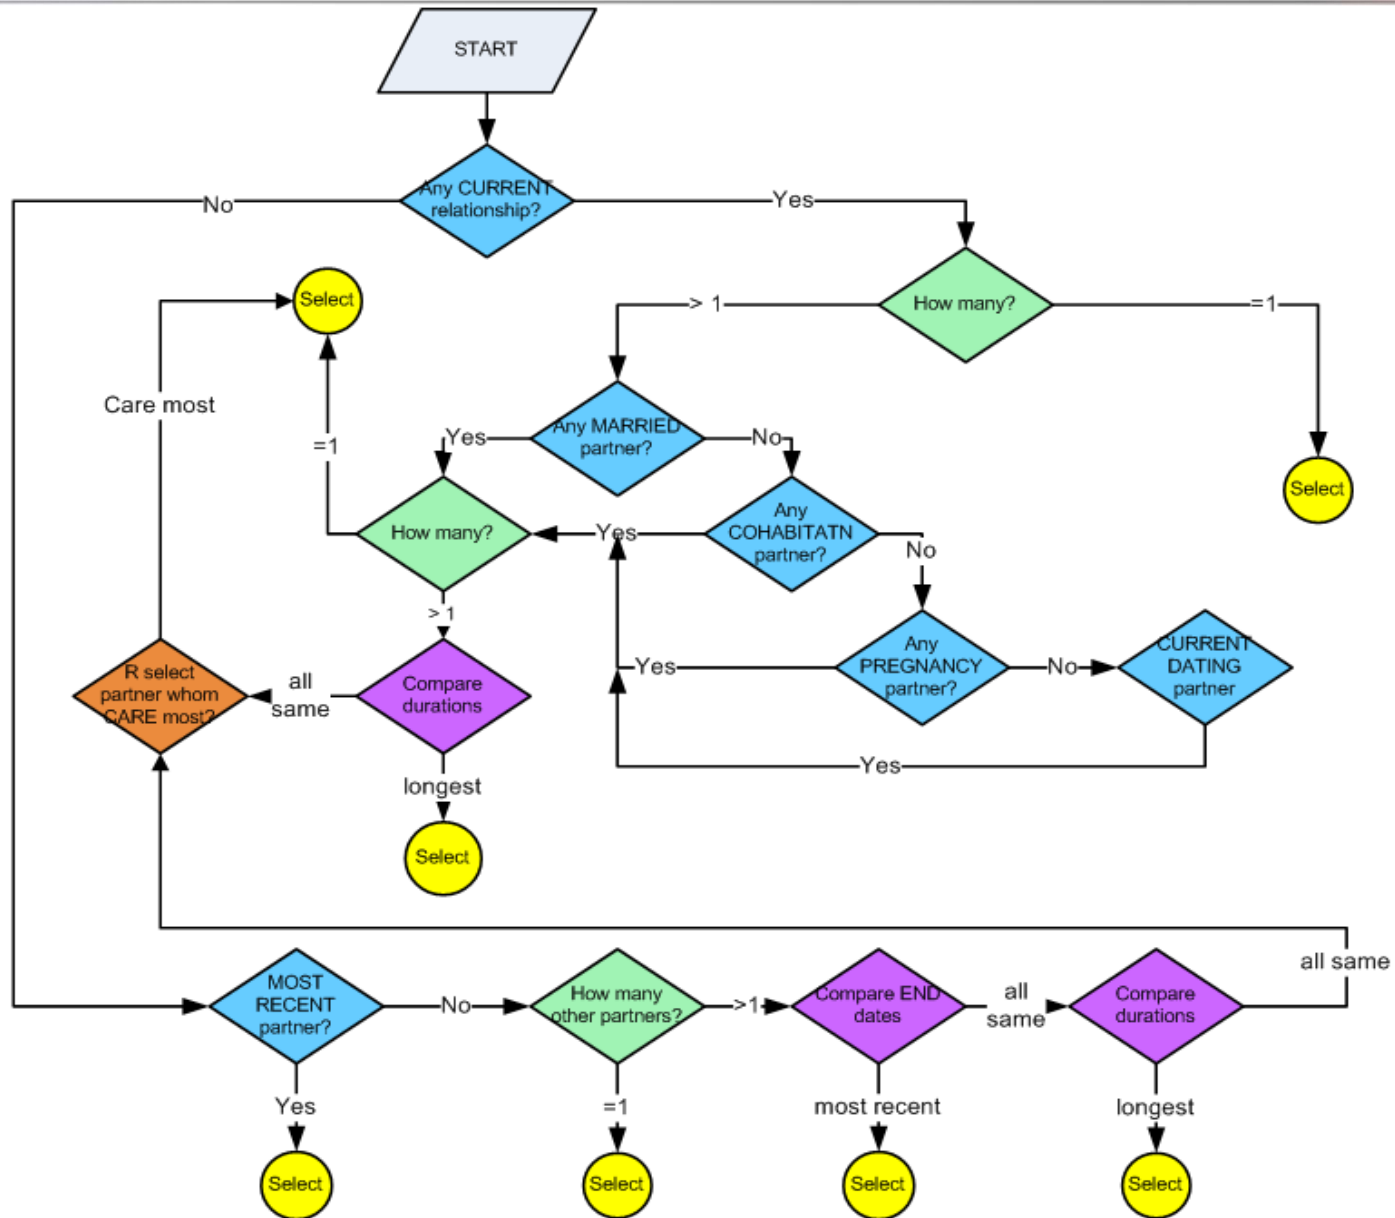 START
Any CURRENT
relationship?
No
Yes
Select
How many?
> 1
=1
Care most
Any MARRIED
partner?
Yes
No
=1
Select
How many?
Yes
Any
COHABITATN
partner?
No
> 1
R select
partner whom
CARE most?
all
same
Compare
durations
Yes
Any
PREGNANCY
partner?
No
CURRENT
DATING
partner
longest
Yes
Select
all same
MOST
RECENT
partner?
No
How many
other partners?
>1
Compare END
dates
all
same
Compare
durations
Yes
=1
most recent
longest
Select
Select
Select
Select